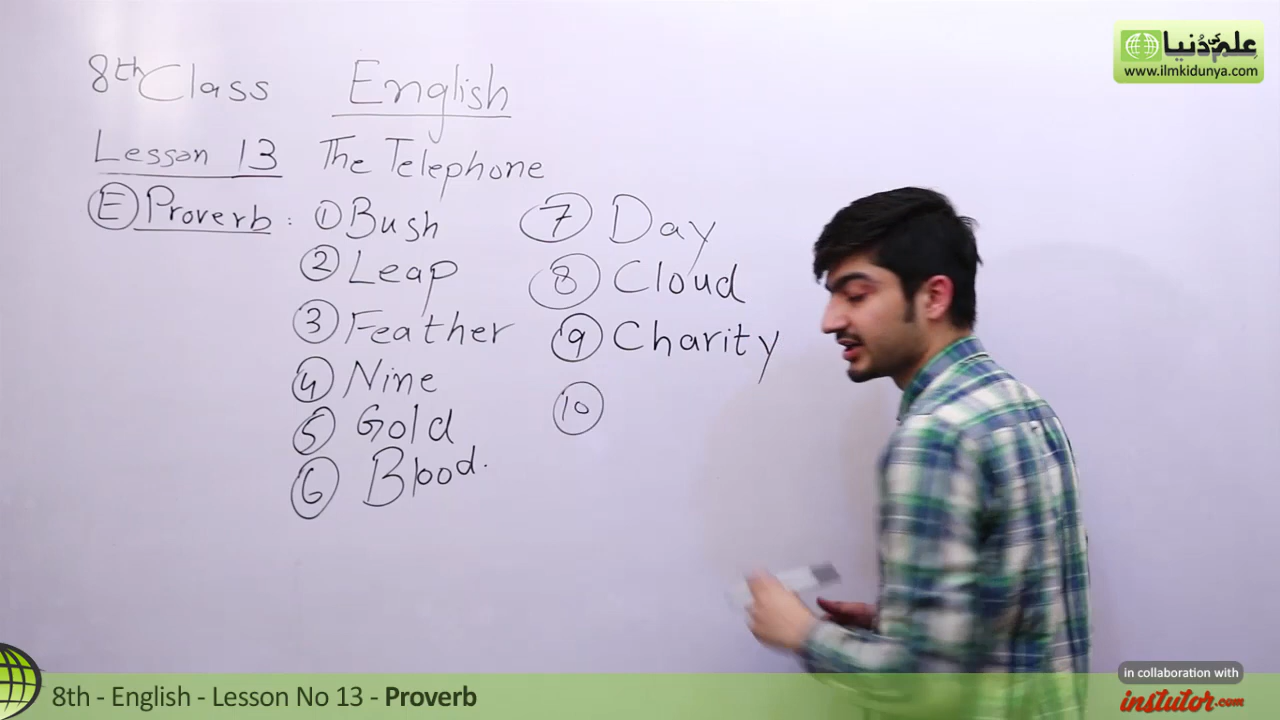 8th Class English
Lesson 13 The Telephone
E Proverb : 1 Bush
2 Leap
3 Feather
4 Nine
5 Gold
6 Blood.
7 Day
8 Cloud
9 Charity
10
علم کی دُنیا
www.ilmkidunya.com
8th - English - Lesson No 13 - Proverb
in collaboration with
instutor.com